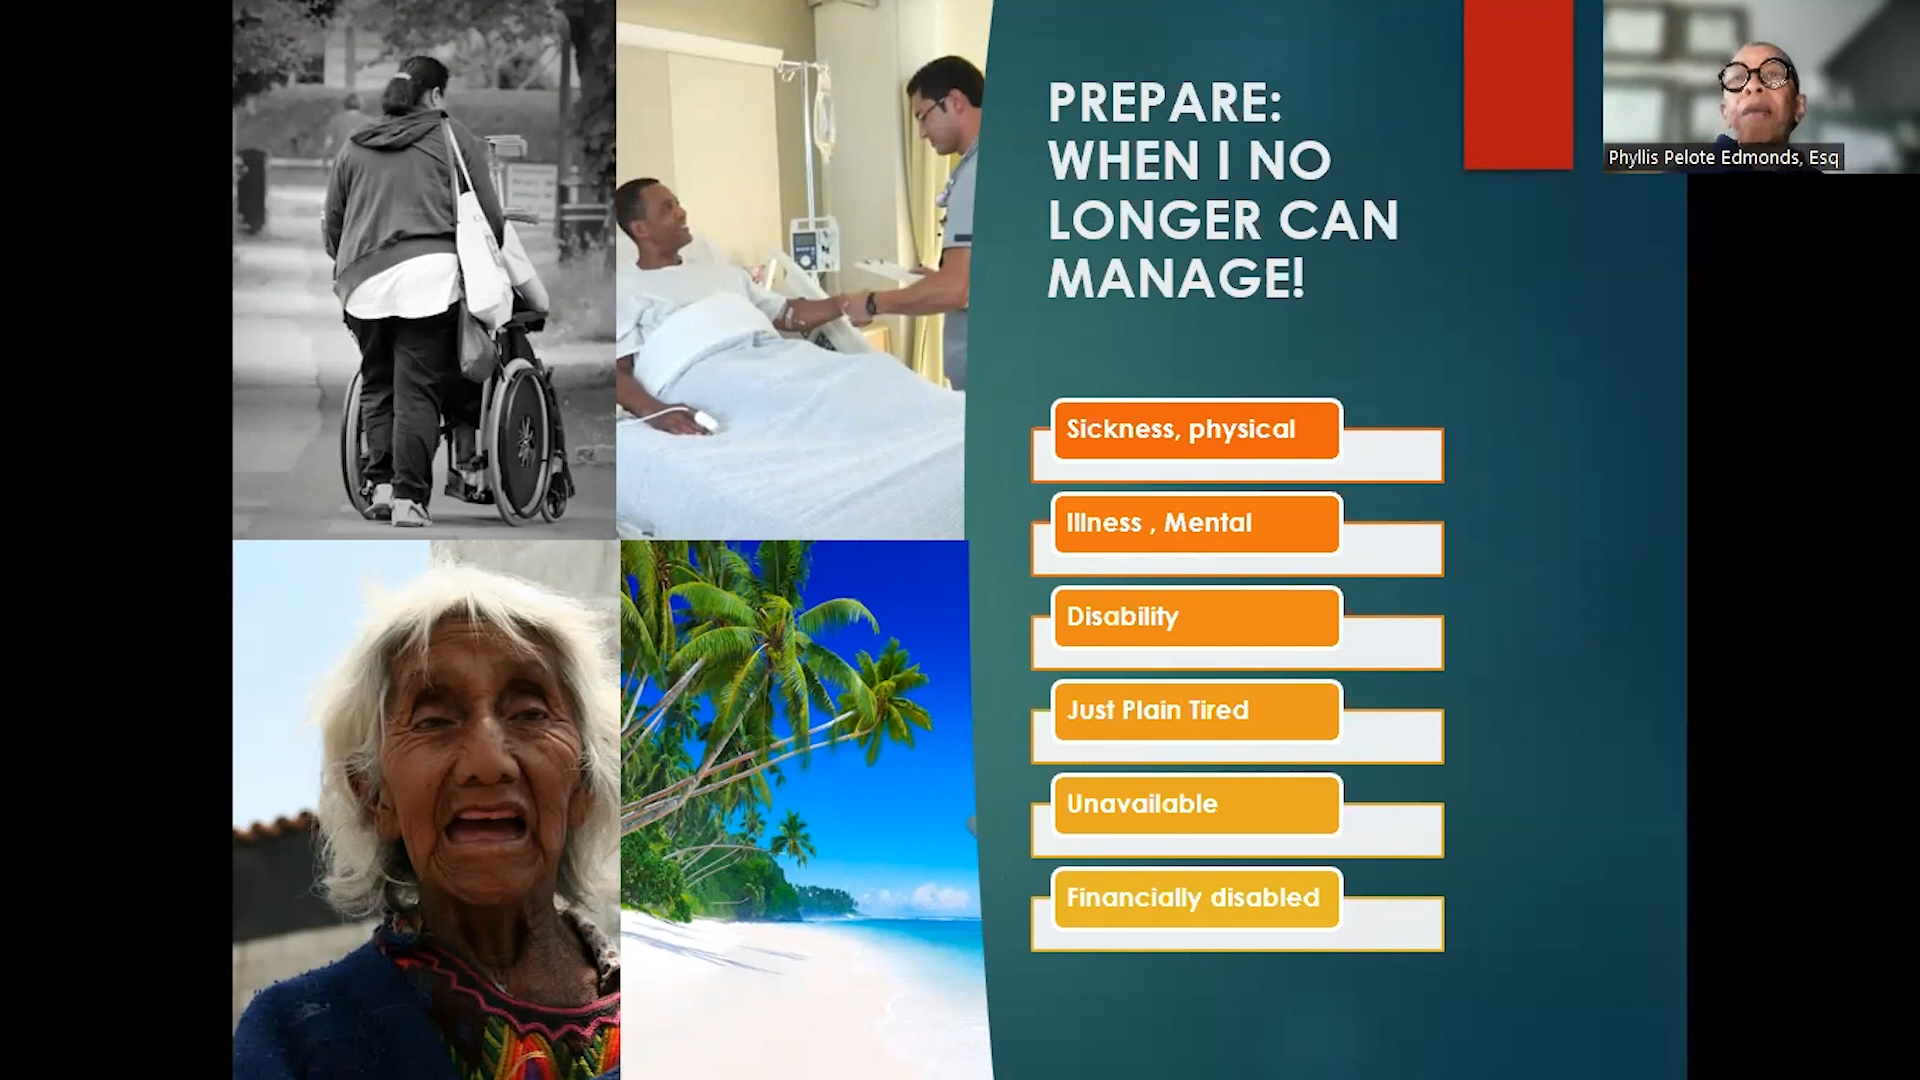 PREPARE:
WHEN I NO
LONGER CAN
MANAGE!
Phyllis Pelote Edmonds, Esq
Sickness, physical
Illness , Mental
Disability
Just Plain Tired
Unavailable
Financially disabled